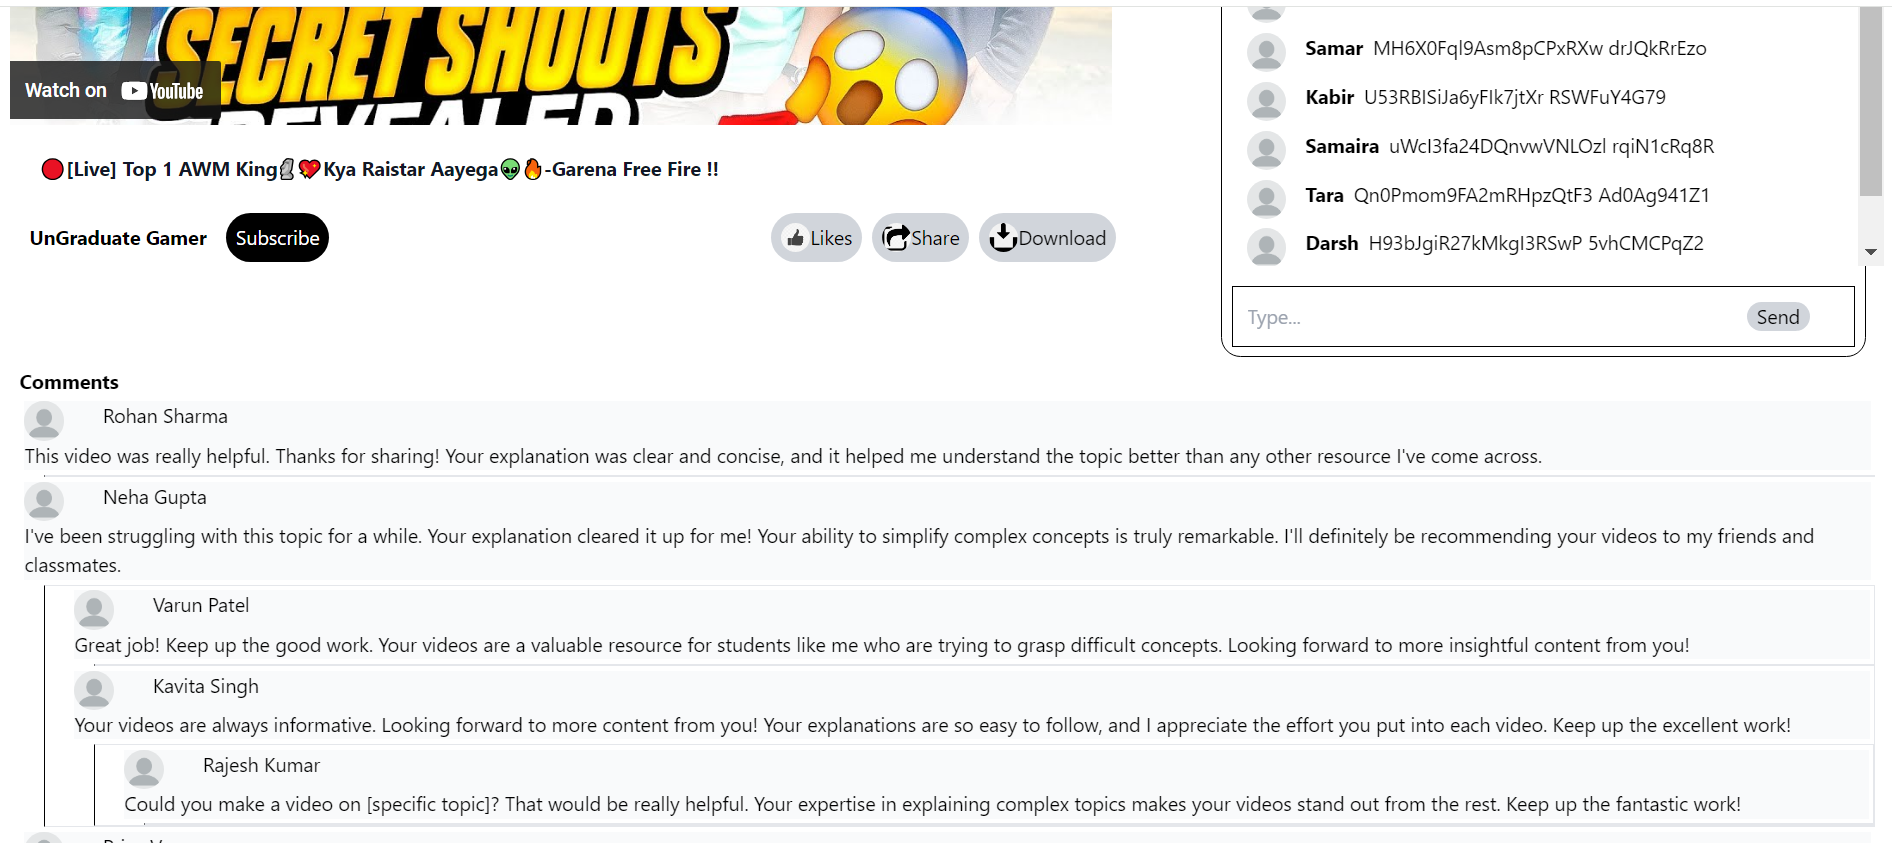 SECRET SHOUTS
REVEALED
Watch on YouTube
[Live] Top 1 AWM King Kya Raistar Aayega -Garena Free Fire !!
UnGraduate Gamer Subscribe Likes Share Download
Samar MH6X0Fql9Asm8pCPxRXw drJQkRrEzo
Kabir U53RBISiJa6yFIk7jtXr RSWFuY4G79
Samaira uWcI3fa24DQnvwVNLOzl rqiN1cRq8R
Tara Qn0Pmom9FA2mRHpzQtF3 Ad0Ag941Z1
Darsh H93bJgiR27kMkgI3RSwP 5vhCMCPqZ2
Type... Send
Comments
Rohan Sharma
This video was really helpful. Thanks for sharing! Your explanation was clear and concise, and it helped me understand the topic better than any other resource I've come across.
Neha Gupta
I've been struggling with this topic for a while. Your explanation cleared it up for me! Your ability to simplify complex concepts is truly remarkable. I'll definitely be recommending your videos to my friends and
classmates.
Varun Patel
Great job! Keep up the good work. Your videos are a valuable resource for students like me who are trying to grasp difficult concepts. Looking forward to more insightful content from you!
Kavita Singh
Your videos are always informative. Looking forward to more content from you! Your explanations are so easy to follow, and I appreciate the effort you put into each video. Keep up the excellent work!
Rajesh Kumar
Could you make a video on [specific topic]? That would be really helpful. Your expertise in explaining complex topics makes your videos stand out from the rest. Keep up the fantastic work!